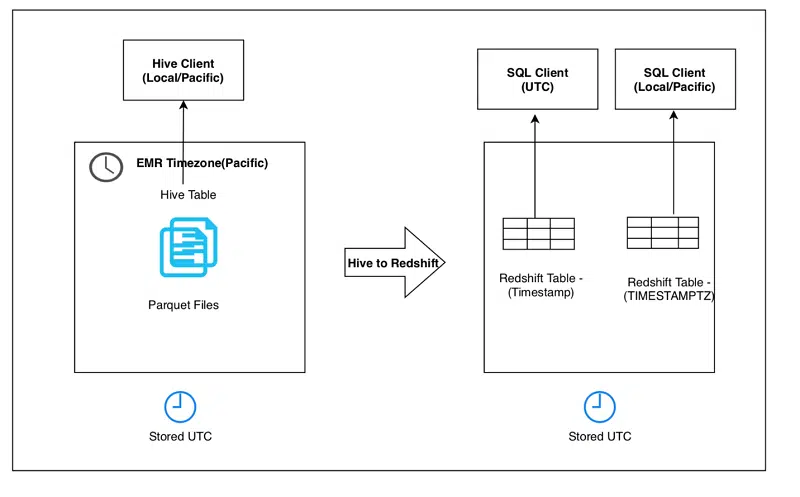 Hive Client
(Local/Pacific)
EMR Timezone(Pacific)
Hive Table
Parquet Files
Stored UTC
Hive to Redshift
SQL Client
(UTC)
SQL Client
(Local/Pacific)
Redshift Table -
(Timestamp)
Redshift Table -
(TIMESTAMPTZ)
Stored UTC